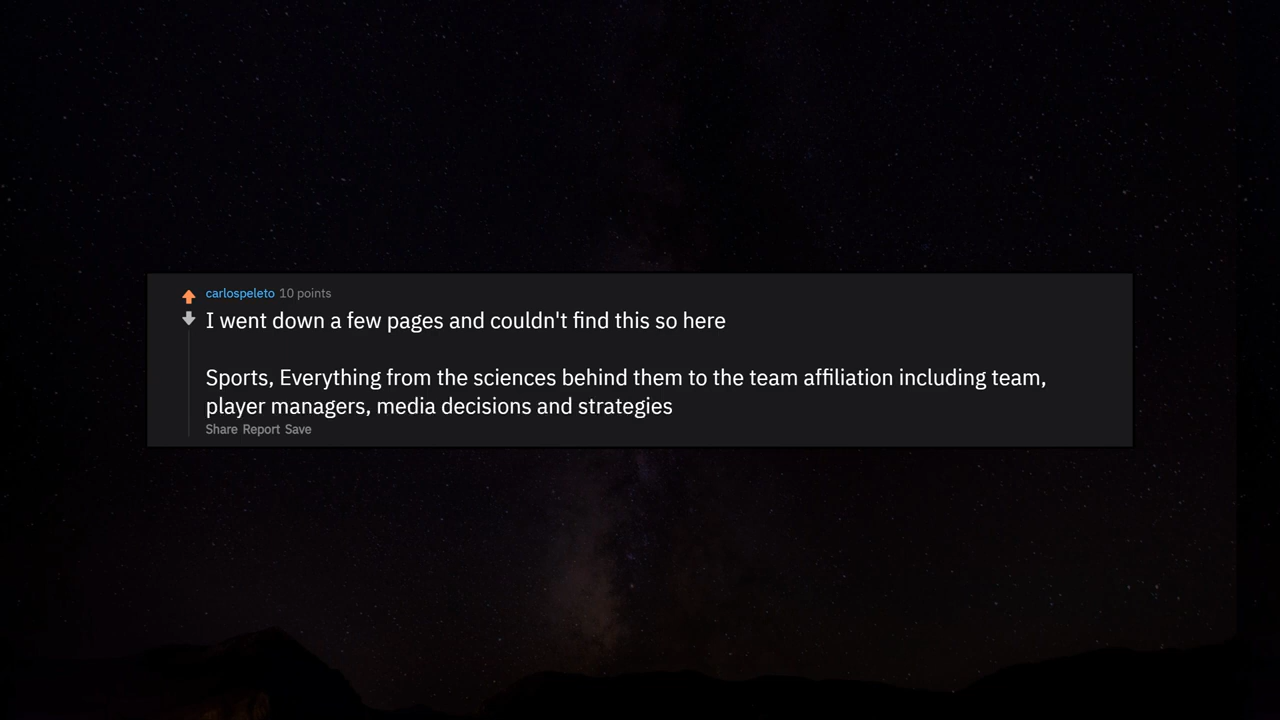 carlospeleto 10 points
I went down a few pages and couldn't find this so here
Sports, Everything from the sciences behind them to the team affiliation including team,
player managers, media decisions and strategies
Share Report Save